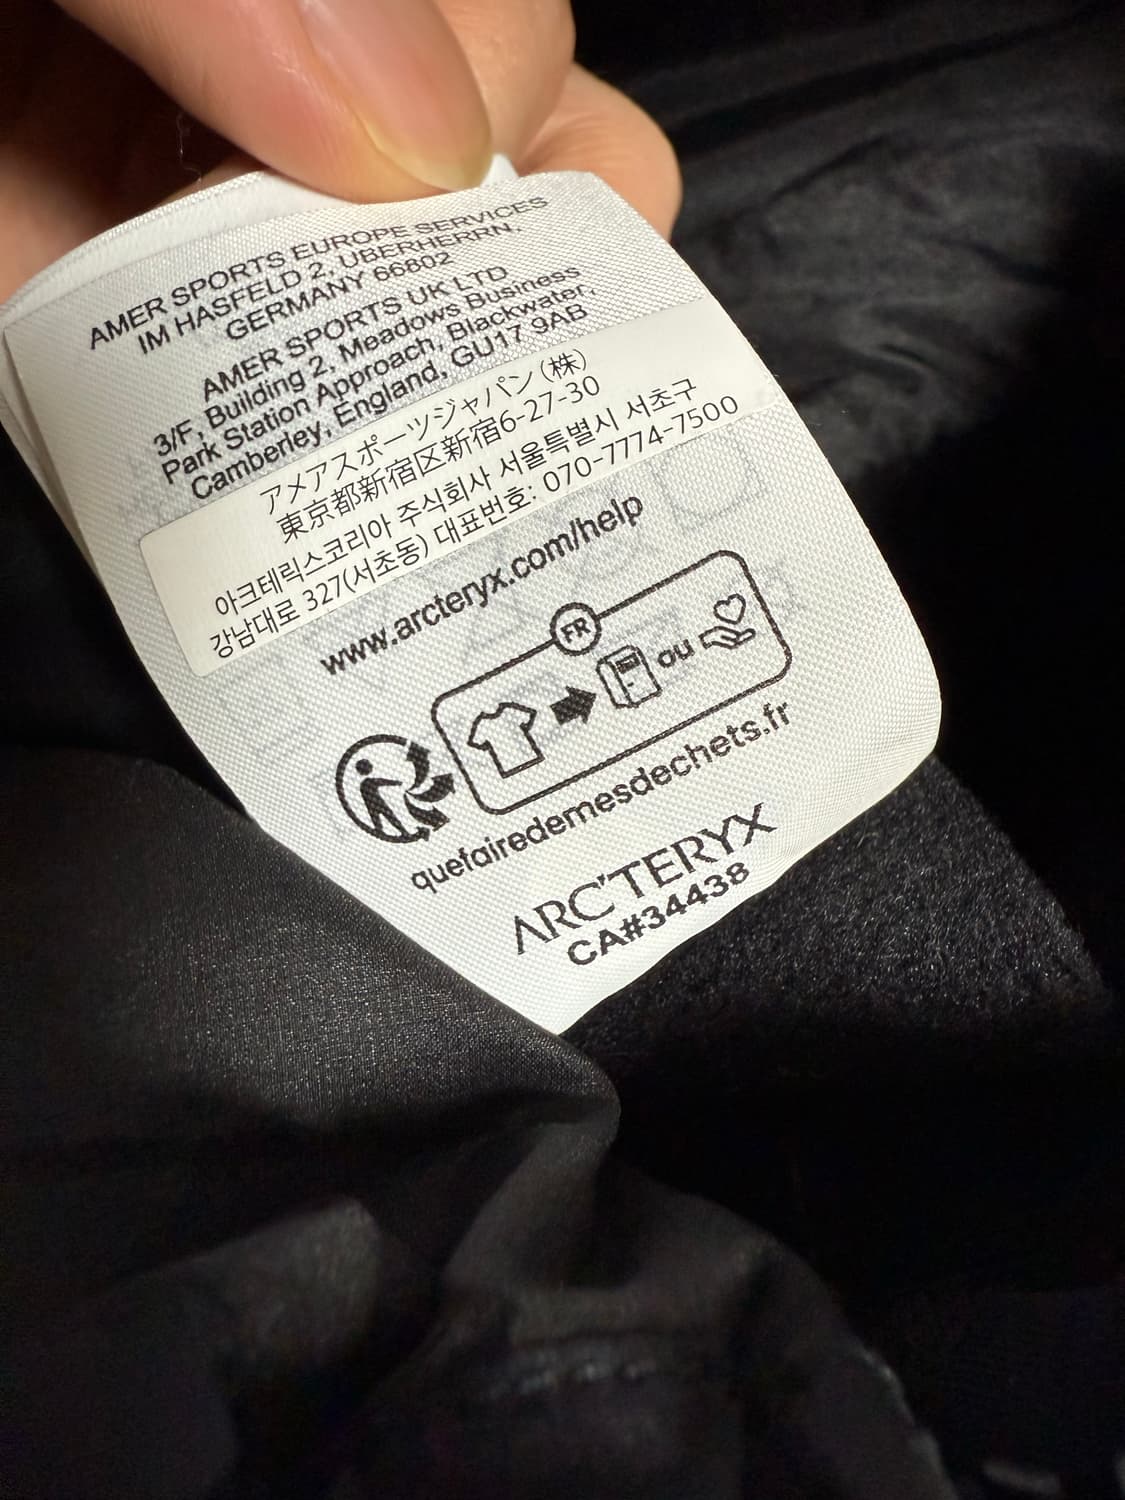 AMER SPORTS EUROPE SERVICES
IM HASFELD 2, UBERHERRN.
GERMANY 66802
AMER SPORTS UK LTD
3/F, Building 2, Meadows Business
Park Station Approach, Blackwater,
Camberley, England, GU17 9AB
アメアスポーツジャパン(株)
東京都新宿区新宿6-27-30
아크테릭스코리아 주식회사 서울특별시 서초구
강남대로 327(서초동) 대표번호: 070-7774-7500
www.arcteryx.com/help
FR
ou
quefairedemesdechets.fr
ARC'TERYX
CA#34438